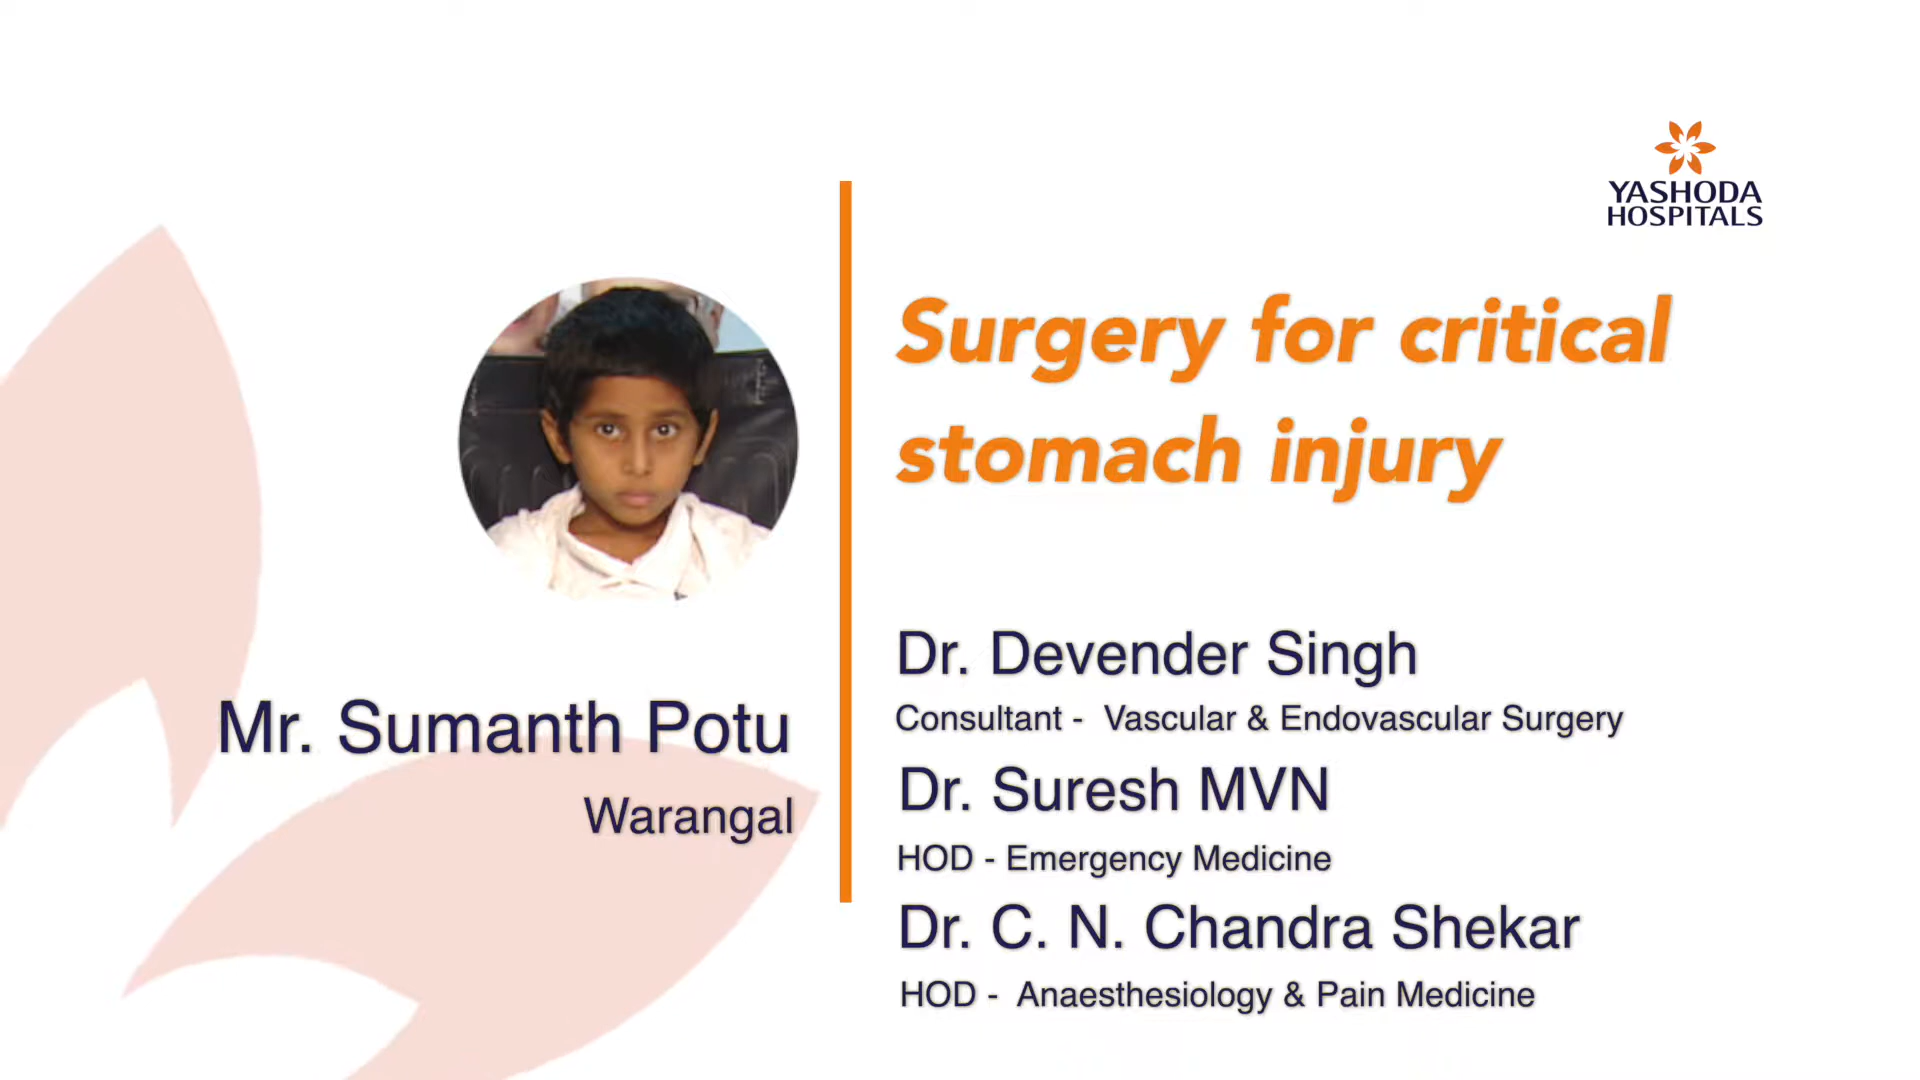 YASHODA
HOSPITALS
Surgery for critical
stomach injury
Mr. Sumanth Potu
Warangal
Dr. Devender Singh
Consultant - Vascular & Endovascular Surgery
Dr. Suresh MVN
HOD - Emergency Medicine
Dr. C. N. Chandra Shekar
HOD - Anaesthesiology & Pain Medicine